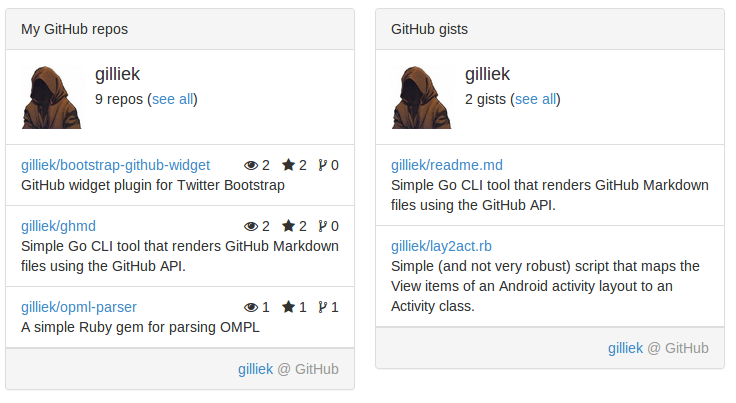 My GitHub repos
gilliek
9 repos (see all)
gilliek/bootstrap-github-widget 2 2 0
GitHub widget plugin for Twitter Bootstrap
gilliek/ghmd 2 2 0
Simple Go CLI tool that renders GitHub Markdown
files using the GitHub API.
gilliek/opml-parser 1 1 1
A simple Ruby gem for parsing OMPL
gilliek @ GitHub
GitHub gists
gilliek
2 gists (see all)
gilliek/readme.md
Simple Go CLI tool that renders GitHub Markdown
files using the GitHub API.
gilliek/lay2act.rb
Simple (and not very robust) script that maps the
View items of an Android activity layout to an
Activity class.
gilliek @ GitHub